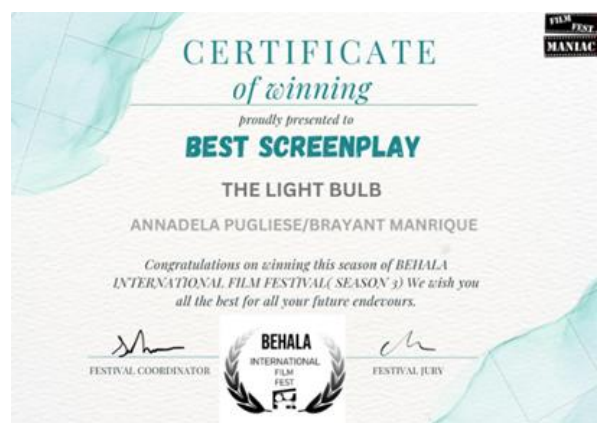 FILM
FEST
MANIAC
CERTIFICATE
of winning
proudly presented to
BEST SCREENPLAY
THE LIGHT BULB
ANNADELA PUGLIESE/BRAYANT MANRIQUE
Congratulations on winning this season of BEHALA
INTERNATIONAL FILM FESTIVAL( SEASON 3) We wish you
all the best for all your future endevours.
FESTIVAL COORDINATOR
BEHALA
INTERNATIONAL
FILM
FEST
FESTIVAL JURY